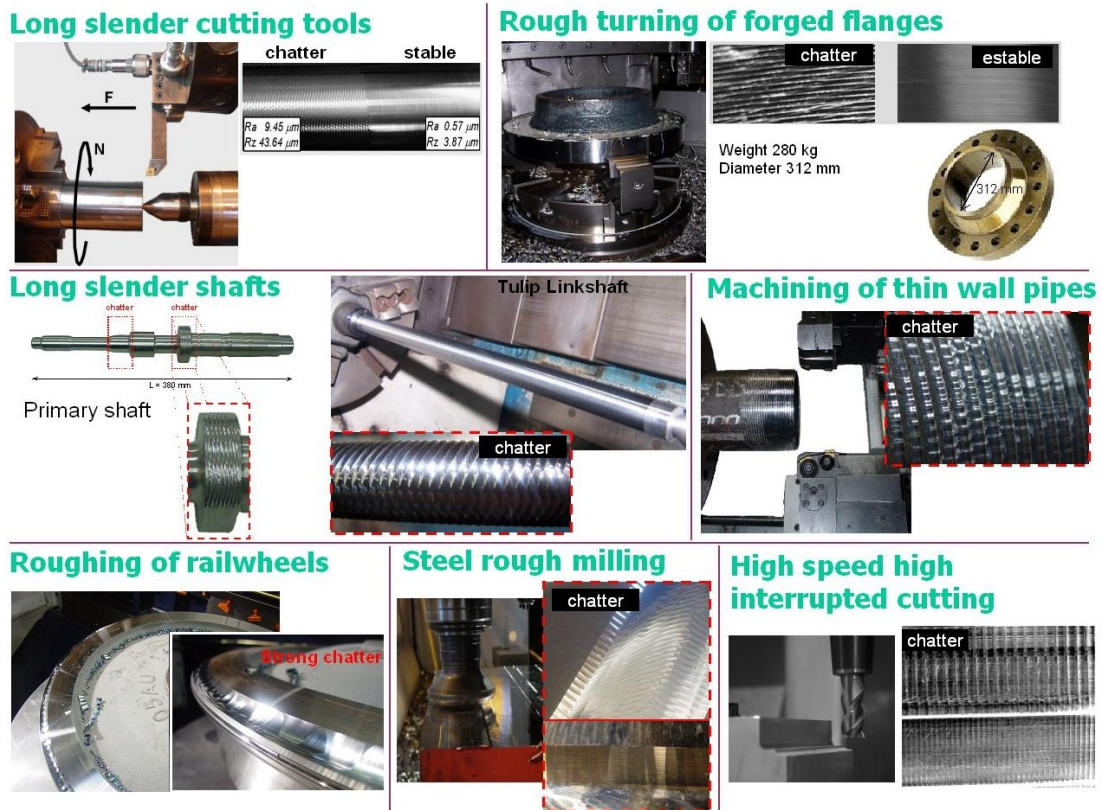 Long slender cutting tools
chatter stable
F
N
Ra 9.45 µm
Rz 43.64 µm
Ra 0.57 µm
Rz 3.87 µm
Rough turning of forged flanges
chatter
estable
Weight 280 kg
Diameter 312 mm
312 mm
Long slender shafts
chatter
chatter
L = 380 mm
Primary shaft
Tulip Linkshaft
chatter
Machining of thin wall pipes
chatter
Roughing of railwheels
Strong chatter
Steel rough milling
chatter
High speed high
interrupted cutting
chatter